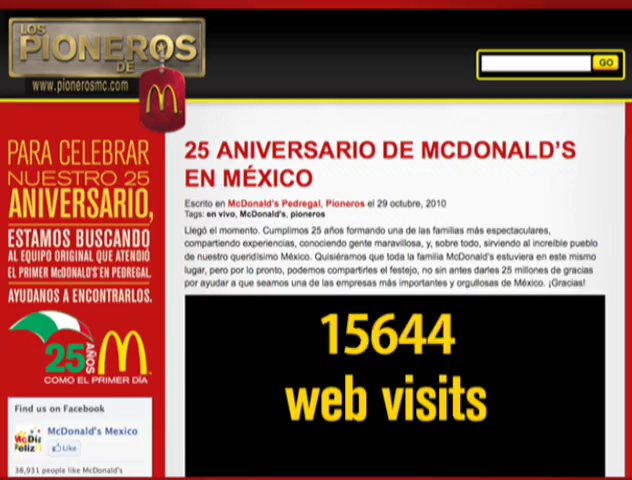 LOS
PIONEROS
DE
www.pionerosmc.com
GO
PARA CELEBRAR
NUESTRO 25
ANIVERSARIO,
ESTAMOS BUSCANDO
AL EQUIPO ORIGINAL QUE ATENDIÓ
EL PRIMER McDONALD'S EN PEDREGAL.
AYUDANOS A ENCONTRARLOS.
25 AÑOS
COMO EL PRIMER DÍA
Find us on Facebook
McDía
Feliz
McDonald's Mexico
Like
38,931 people like McDonald's
25 ANIVERSARIO DE MCDONALD'S
EN MÉXICO
Escrito en McDonald's Pedregal, Pioneros el 29 octubre, 2010
Tags: en vivo, McDonald's, pioneros
Llegó el momento. Cumplimos 25 años formando una de las familias más espectaculares,
compartiendo experiencias, conociendo gente maravillosa, y, sobre todo, sirviendo al increíble pueblo
de nuestro queridísimo México. Quisiéramos que toda la familia McDonald's estuviera en este mismo
lugar, pero por lo pronto, podemos compartirles el festejo, no sin antes darles 25 millones de gracias
por ayudar a que seamos una de las empresas más importantes y orgullosas de México. ¡Gracias!
15644
web visits